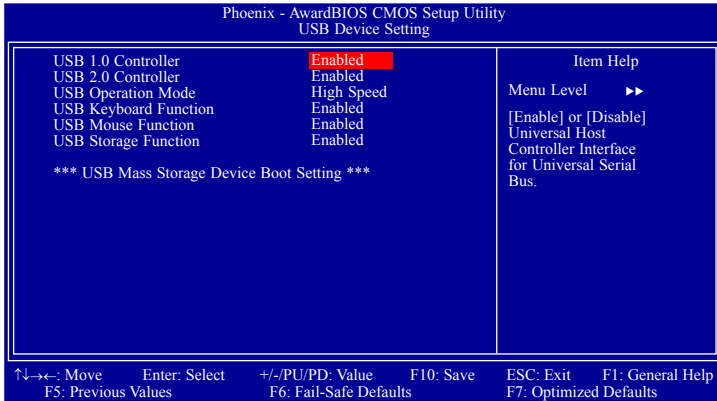 Phoenix - AwardBIOS CMOS Setup Utility
USB Device Setting
USB 1.0 Controller Enabled
USB 2.0 Controller Enabled
USB Operation Mode High Speed
USB Keyboard Function Enabled
USB Mouse Function Enabled
USB Storage Function Enabled
*** USB Mass Storage Device Boot Setting ***
Item Help
Menu Level ▶▶
[Enable] or [Disable]
Universal Host
Controller Interface
for Universal Serial
Bus.
↑↓→←: Move Enter: Select +/-/PU/PD: Value F10: Save ESC: Exit F1: General Help
F5: Previous Values F6: Fail-Safe Defaults F7: Optimized Defaults